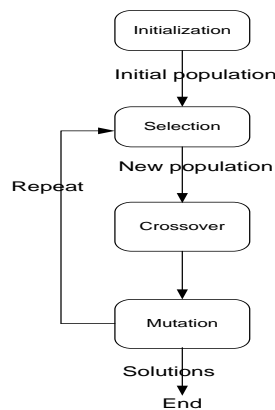 Initialization
Initial population
Selection
New population
Repeat
Crossover
Mutation
Solutions
End